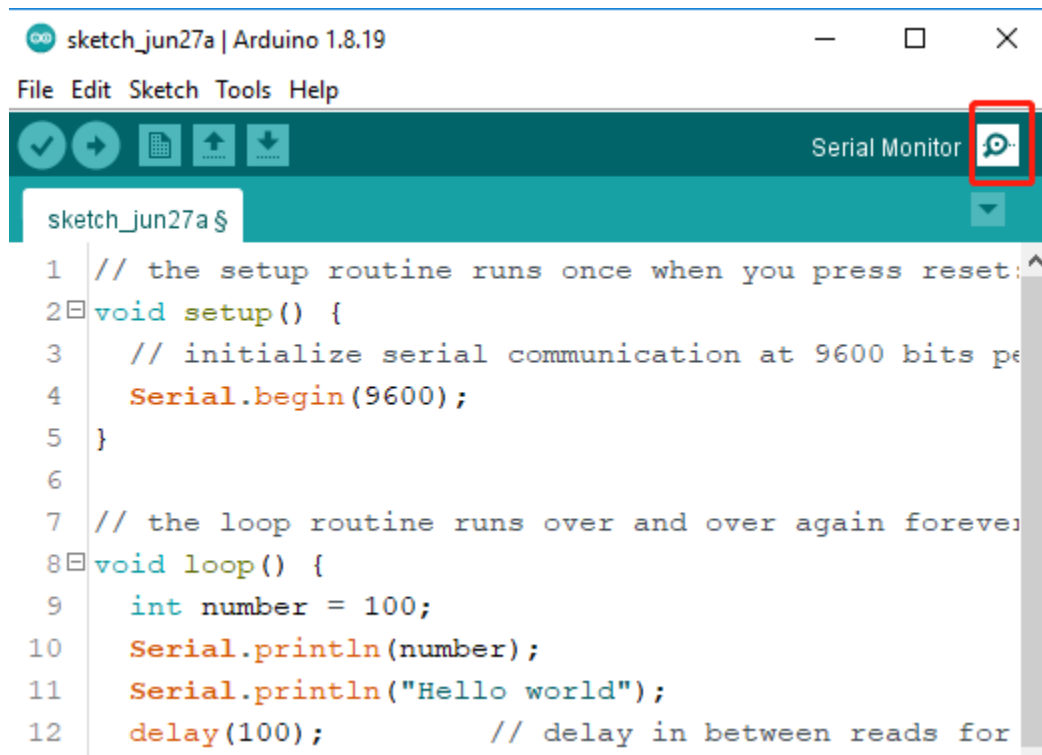 sketch_jun27a | Arduino 1.8.19
File Edit Sketch Tools Help
Serial Monitor
sketch_jun27a §
1 // the setup routine runs once when you press reset:
2 void setup() {
3 // initialize serial communication at 9600 bits pe
4 Serial.begin(9600);
5 }
6
7 // the loop routine runs over and over again forever
8 void loop() {
9 int number = 100;
10 Serial.println(number);
11 Serial.println("Hello world");
12 delay(100); // delay in between reads for